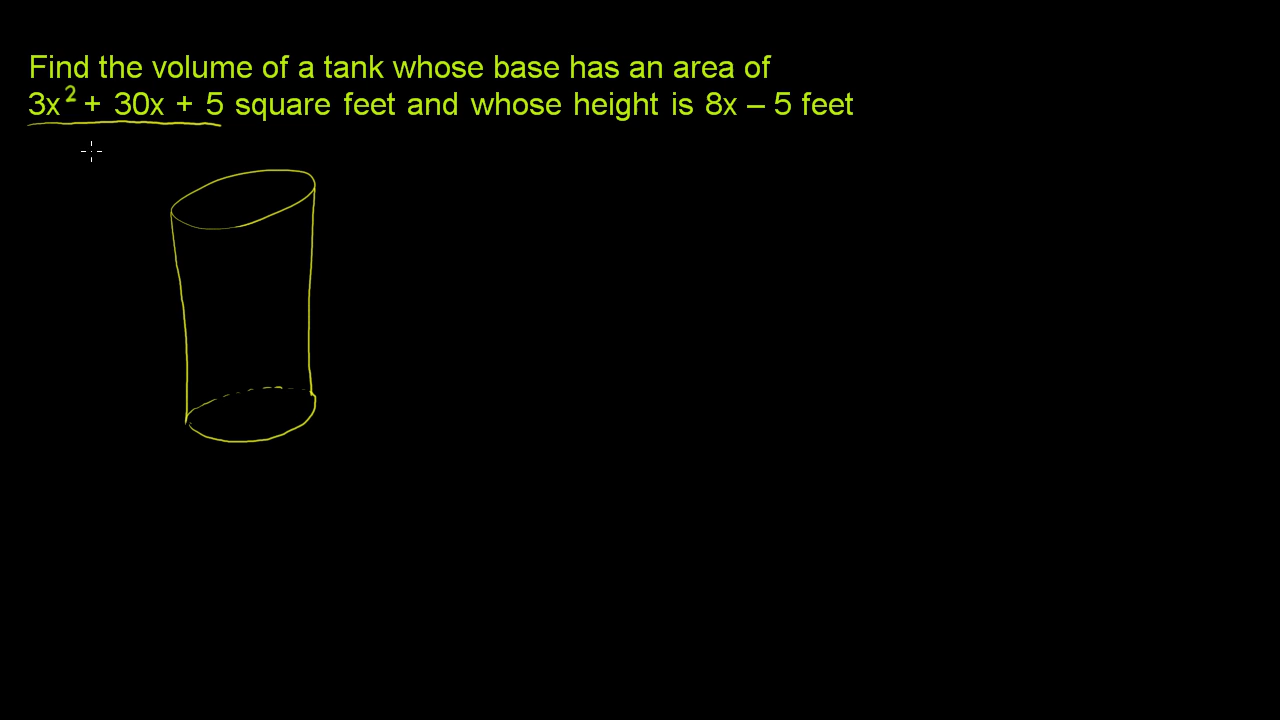 Find the volume of a tank whose base has an area of
3x² + 30x + 5 square feet and whose height is 8x – 5 feet